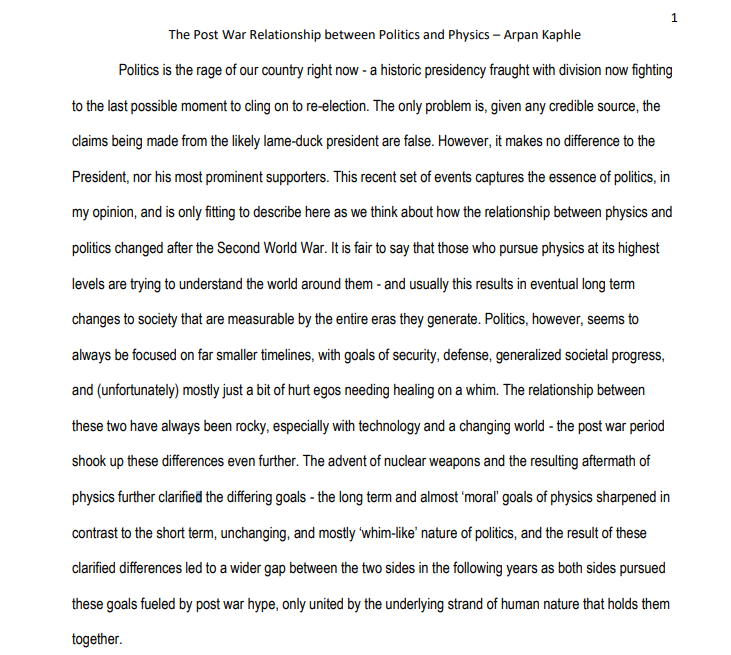 1
The Post War Relationship between Politics and Physics – Arpan Kaphle
Politics is the rage of our country right now - a historic presidency fraught with division now fighting
to the last possible moment to cling on to re-election. The only problem is, given any credible source, the
claims being made from the likely lame-duck president are false. However, it makes no difference to the
President, nor his most prominent supporters. This recent set of events captures the essence of politics, in
my opinion, and is only fitting to describe here as we think about how the relationship between physics and
politics changed after the Second World War. It is fair to say that those who pursue physics at its highest
levels are trying to understand the world around them - and usually this results in eventual long term
changes to society that are measurable by the entire eras they generate. Politics, however, seems to
always be focused on far smaller timelines, with goals of security, defense, generalized societal progress,
and (unfortunately) mostly just a bit of hurt egos needing healing on a whim. The relationship between
these two have always been rocky, especially with technology and a changing world - the post war period
shook up these differences even further. The advent of nuclear weapons and the resulting aftermath of
physics further clarified the differing goals - the long term and almost ‘moral’ goals of physics sharpened in
contrast to the short term, unchanging, and mostly ‘whim-like’ nature of politics, and the result of these
clarified differences led to a wider gap between the two sides in the following years as both sides pursued
these goals fueled by post war hype, only united by the underlying strand of human nature that holds them
together.